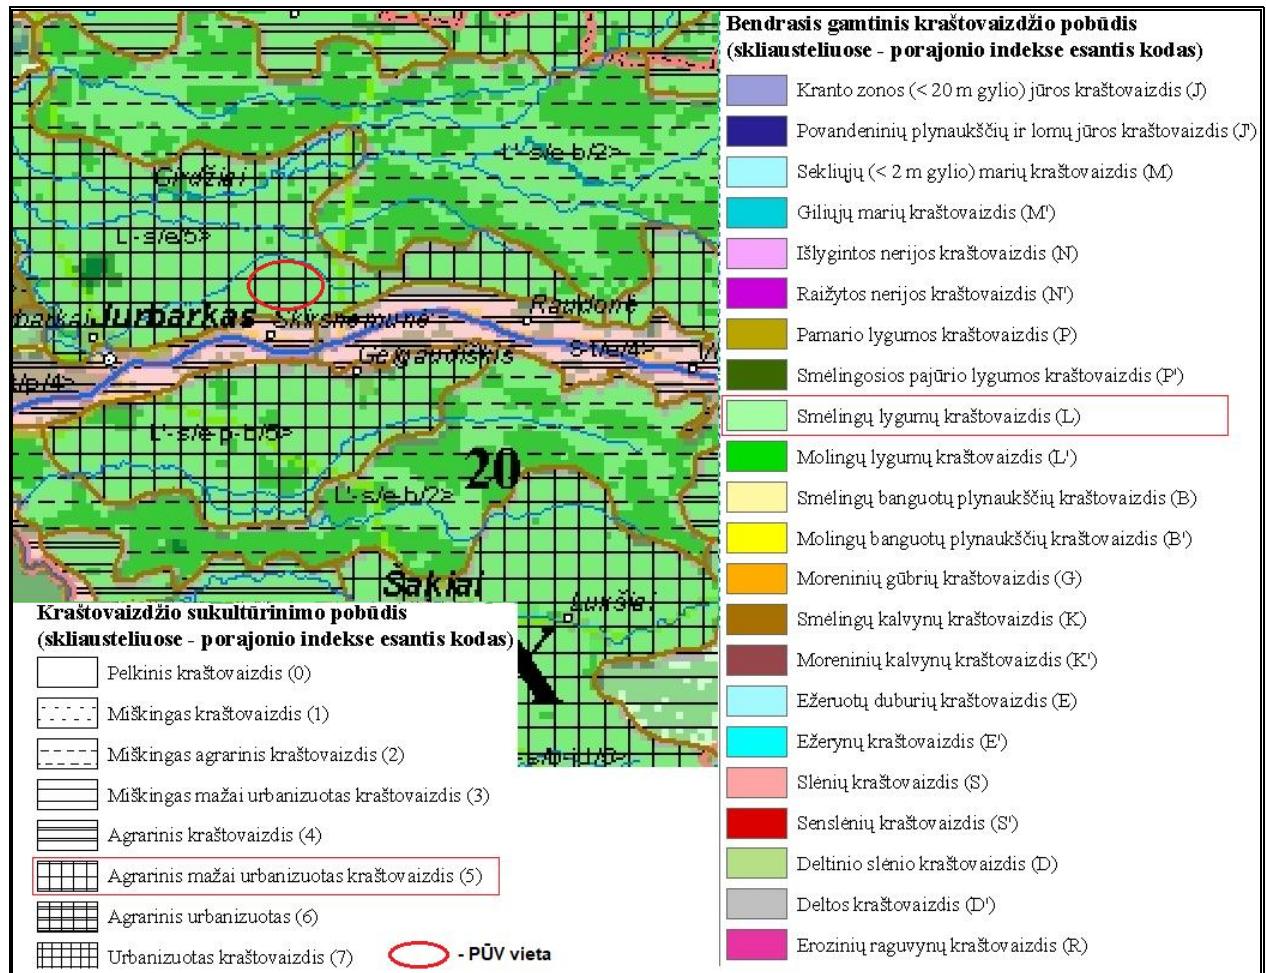 Girdžiai
L'-s/e-b/2>
L'-s/e/5>
Jurbarkas
Skirsnemunė
Raudonė
Gelgaudiškis
S-t/e/4>
L'-s/e-p-b/5>
20
L'-s/e-b/2>
Šakiai
Lukšiai
K
Bendrasis gamtinis kraštovaizdžio pobūdis
(skliausteliuose - porajonio indekse esantis kodas)
Kranto zonos (< 20 m gylio) jūros kraštovaizdis (J)
Povandeninių plynaukščių ir lomų jūros kraštovaizdis (J')
Sekliųjų (< 2 m gylio) marių kraštovaizdis (M)
Giliųjų marių kraštovaizdis (M')
Išlygintos nerijos kraštovaizdis (N)
Raižytos nerijos kraštovaizdis (N')
Pamario lygumos kraštovaizdis (P)
Smėlingosios pajūrio lygumos kraštovaizdis (P')
Smėlingų lygumų kraštovaizdis (L)
Molingų lygumų kraštovaizdis (L')
Smėlingų banguotų plynaukščių kraštovaizdis (B)
Molingų banguotų plynaukščių kraštovaizdis (B')
Moreninių gūbrių kraštovaizdis (G)
Smėlingų kalvynų kraštovaizdis (K)
Moreninių kalvynų kraštovaizdis (K')
Ežeruotų duburių kraštovaizdis (E)
Ežerynų kraštovaizdis (E')
Slėnių kraštovaizdis (S)
Senslėnių kraštovaizdis (S')
Deltinio slėnio kraštovaizdis (D)
Deltos kraštovaizdis (D')
Erozinių raguvynų kraštovaizdis (R)
Kraštovaizdžio sukultūrinimo pobūdis
(skliausteliuose - porajonio indekse esantis kodas)
Pelkinis kraštovaizdis (0)
Miškingas kraštovaizdis (1)
Miškingas agrarinis kraštovaizdis (2)
Miškingas mažai urbanizuotas kraštovaizdis (3)
Agrarinis kraštovaizdis (4)
Agrarinis mažai urbanizuotas kraštovaizdis (5)
Agrarinis urbanizuotas (6)
Urbanizuotas kraštovaizdis (7)
- PŪV vieta